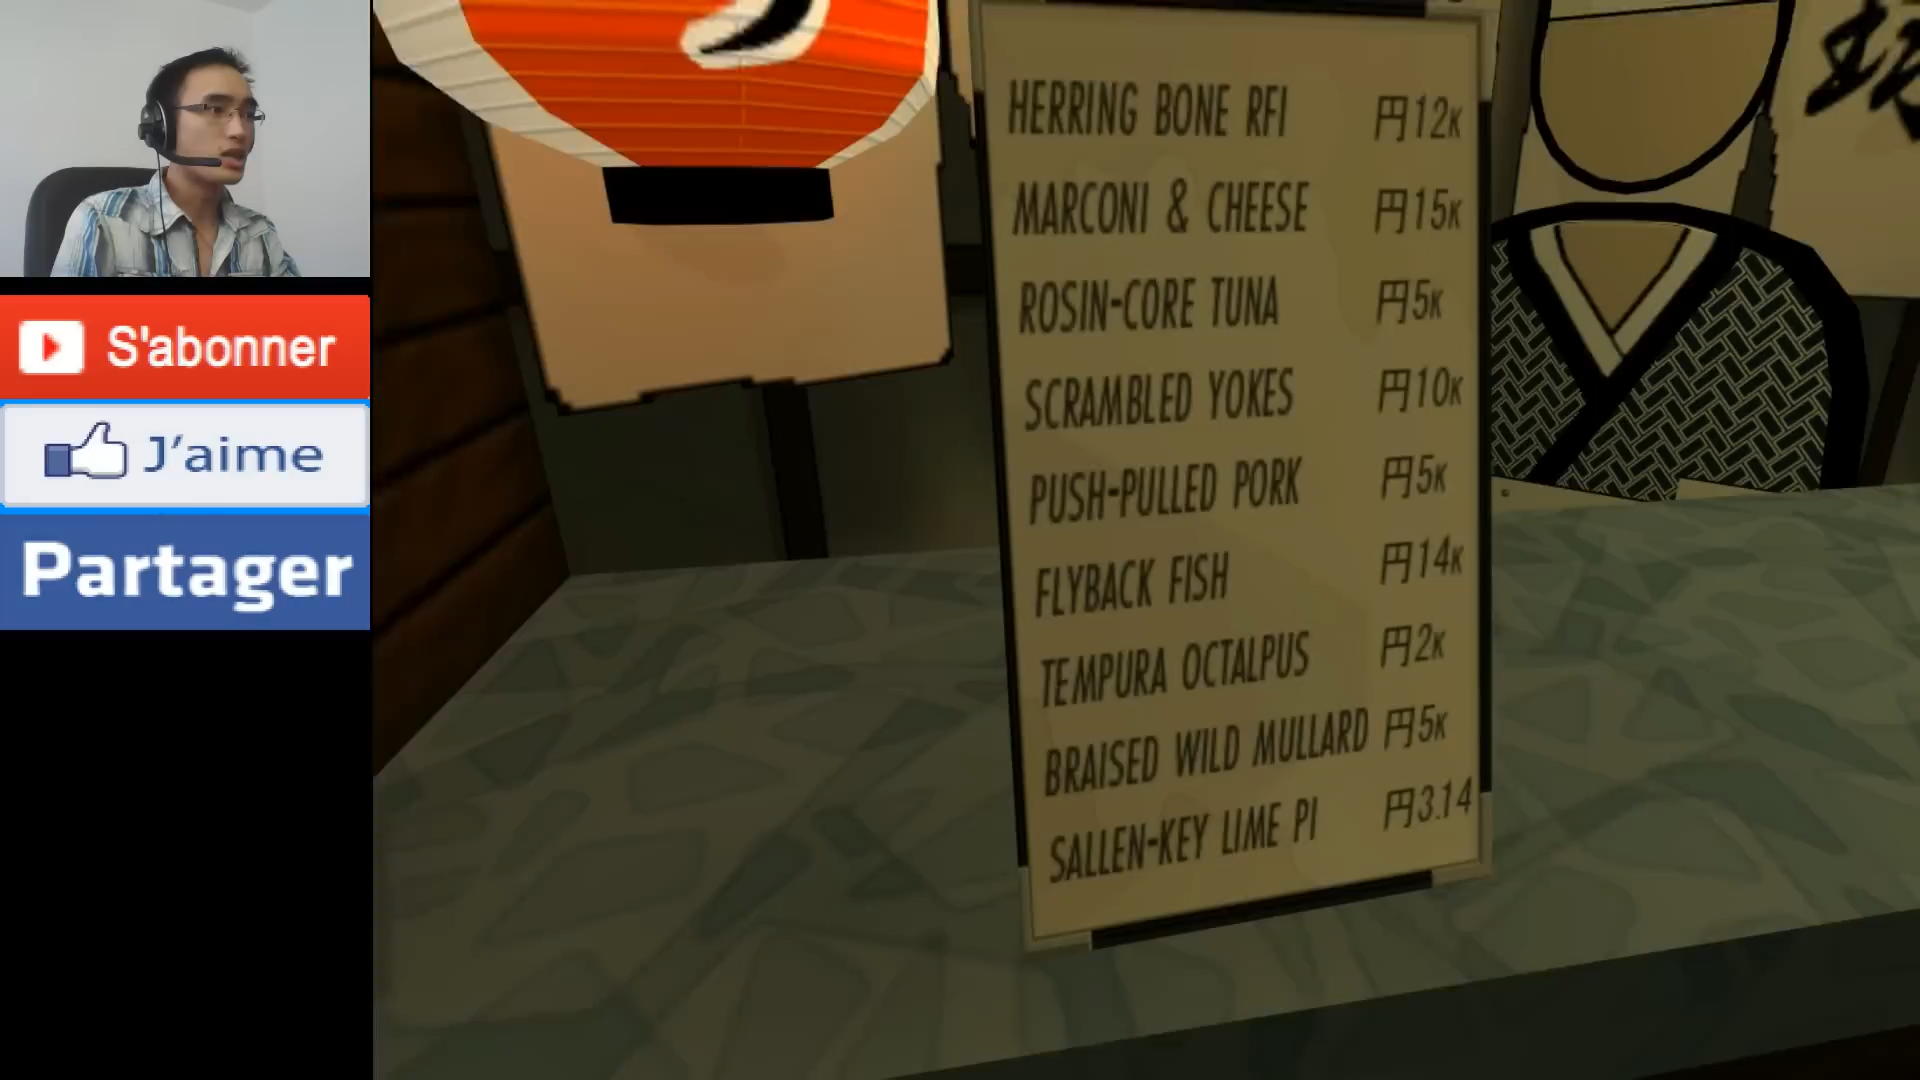 S'abonner
J'aime
Partager
HERRING BONE RFI 円12K
MARCONI & CHEESE 円15K
ROSIN-CORE TUNA 円5K
SCRAMBLED YOKES 円10K
PUSH-PULLED PORK 円5K
FLYBACK FISH 円14K
TEMPURA OCTALPUS 円2K
BRAISED WILD MULLARD 円5K
SALLEN-KEY LIME PI 円3.14